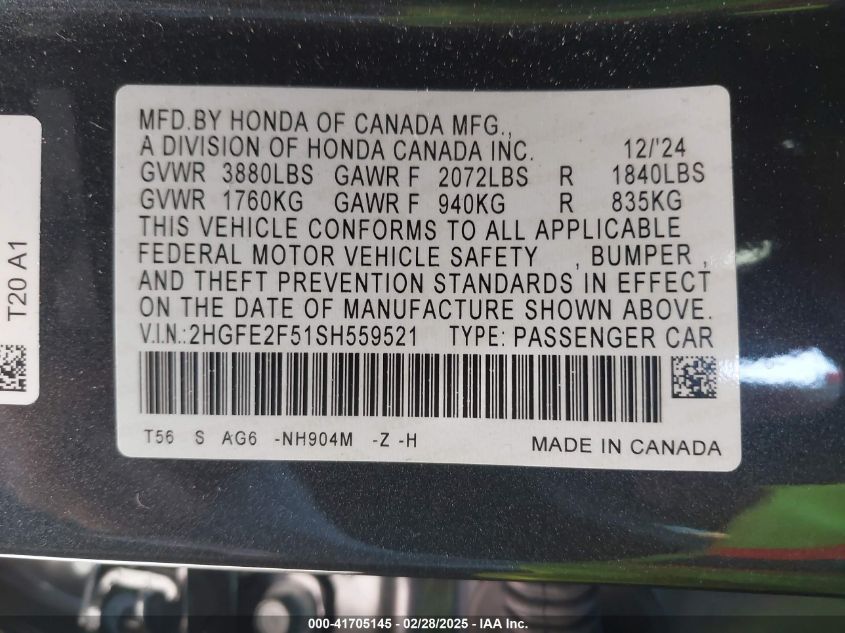 MFD.BY HONDA OF CANADA MFG.,
A DIVISION OF HONDA CANADA INC. 12/'24
GVWR 3880LBS GAWR F 2072LBS R 1840LBS
GVWR 1760KG GAWR F 940KG R 835KG
THIS VEHICLE CONFORMS TO ALL APPLICABLE
FEDERAL MOTOR VEHICLE SAFETY , BUMPER ,
AND THEFT PREVENTION STANDARDS IN EFFECT
ON THE DATE OF MANUFACTURE SHOWN ABOVE.
V.I.N.:2HGFE2F51SH559521 TYPE: PASSENGER CAR
T56 S AG6 -NH904M -Z -H MADE IN CANADA
T20 A1
000-41705145 / 02/28/2025 - IAA Inc.